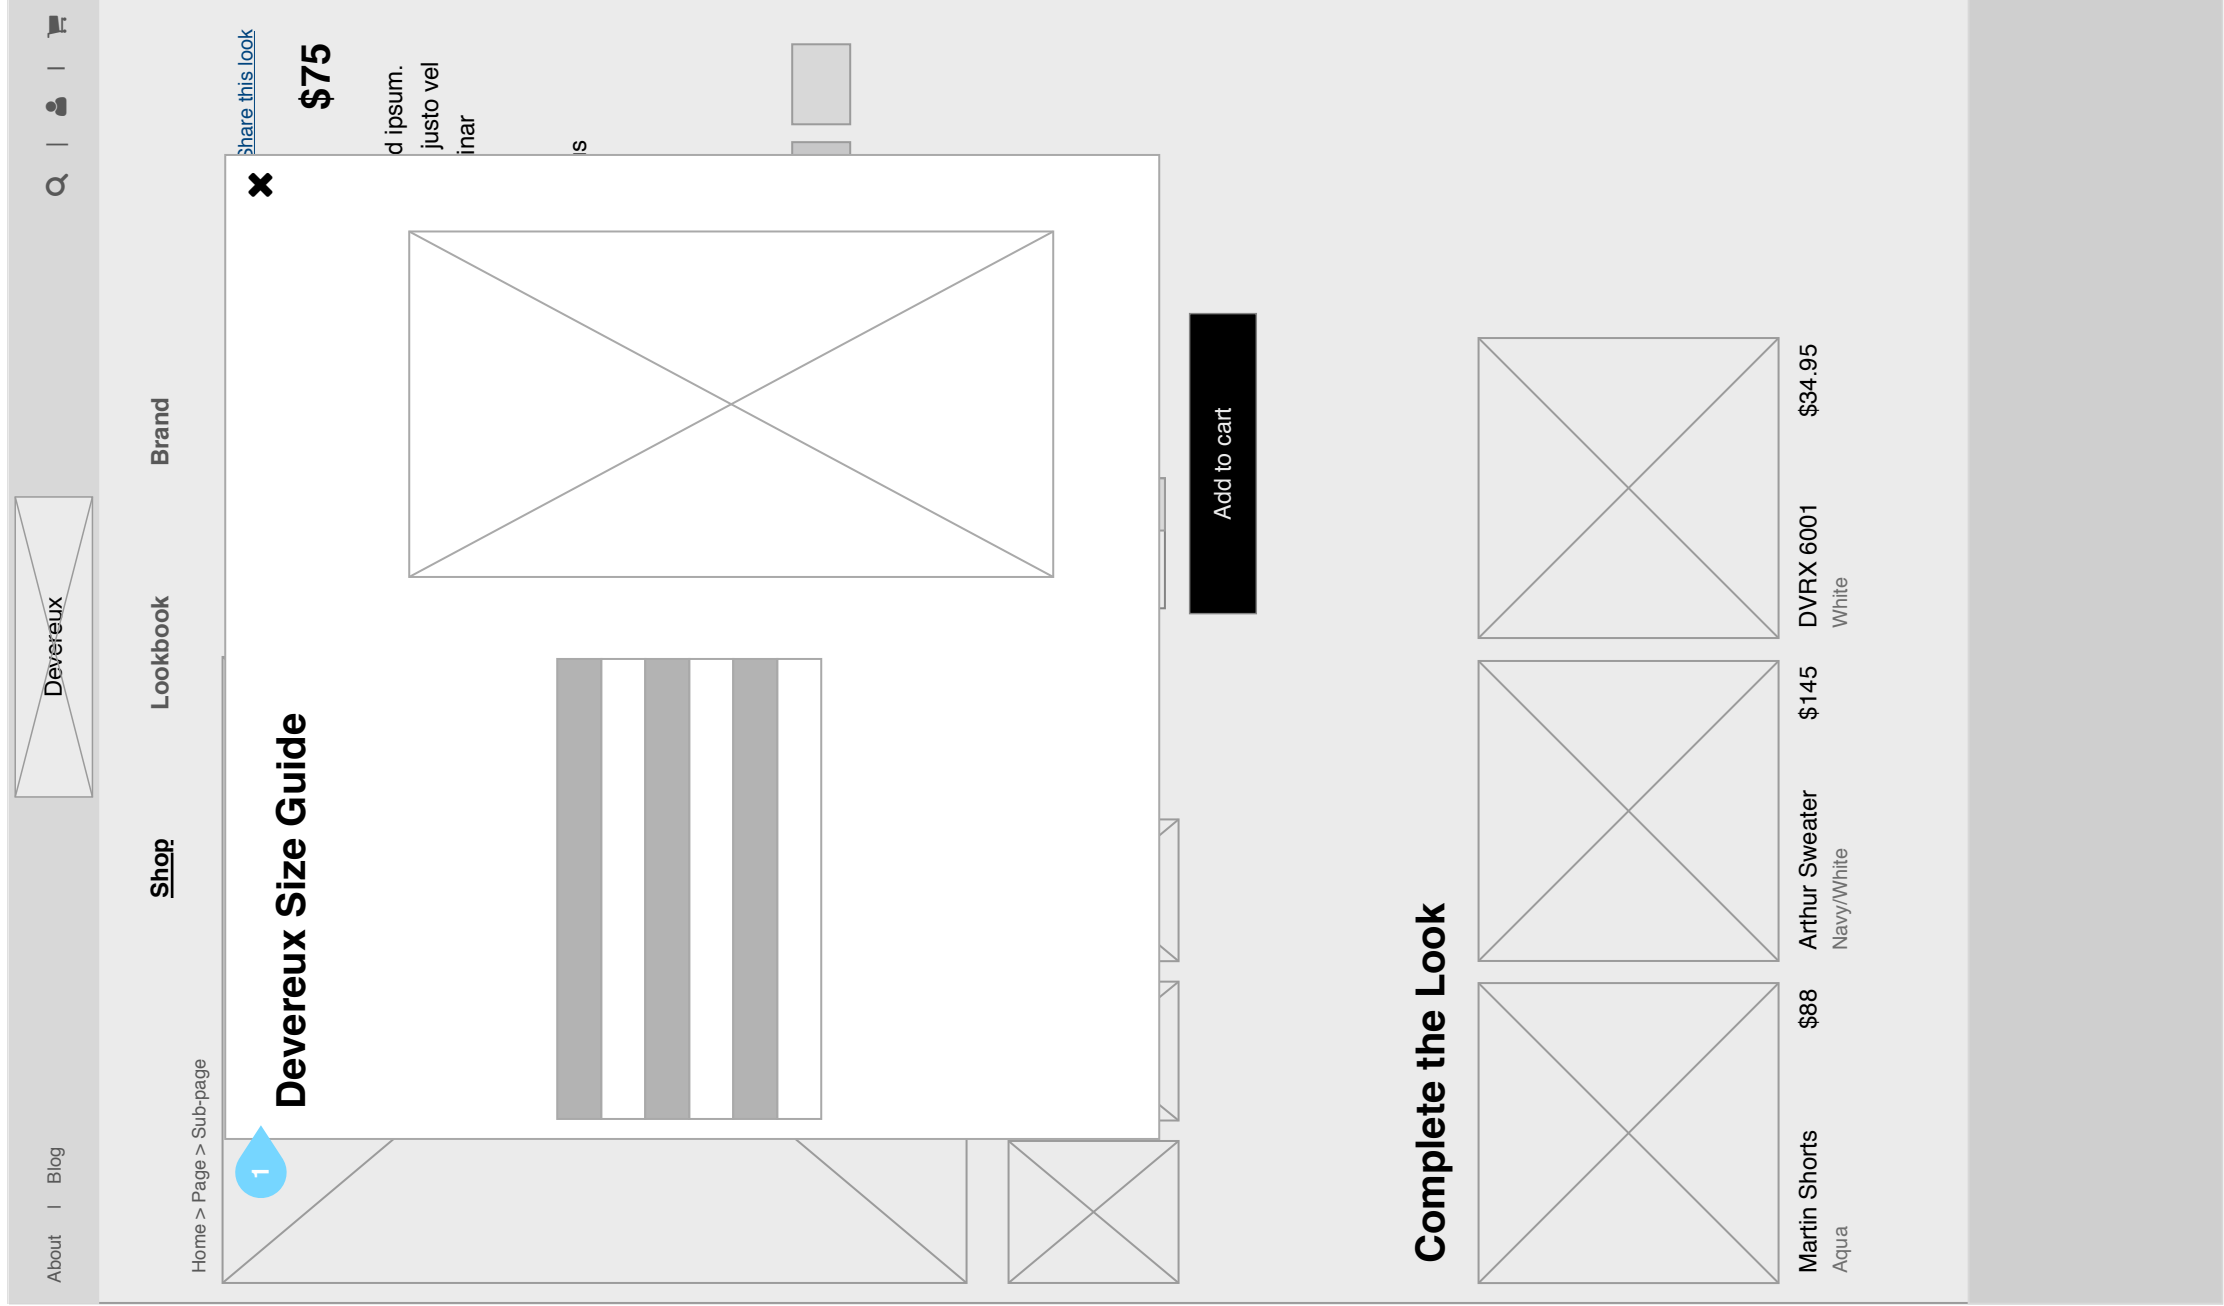 About | Blog
Devereux
Shop
Lookbook
Brand
Home > Page > Sub-page
Share this look
1
Devereux Size Guide
$75
d ipsum.
justo vel
inar
Add to cart
Complete the Look
Martin Shorts $88
Aqua
Arthur Sweater $145
Navy/White
DVRX 6001 $34.95
White